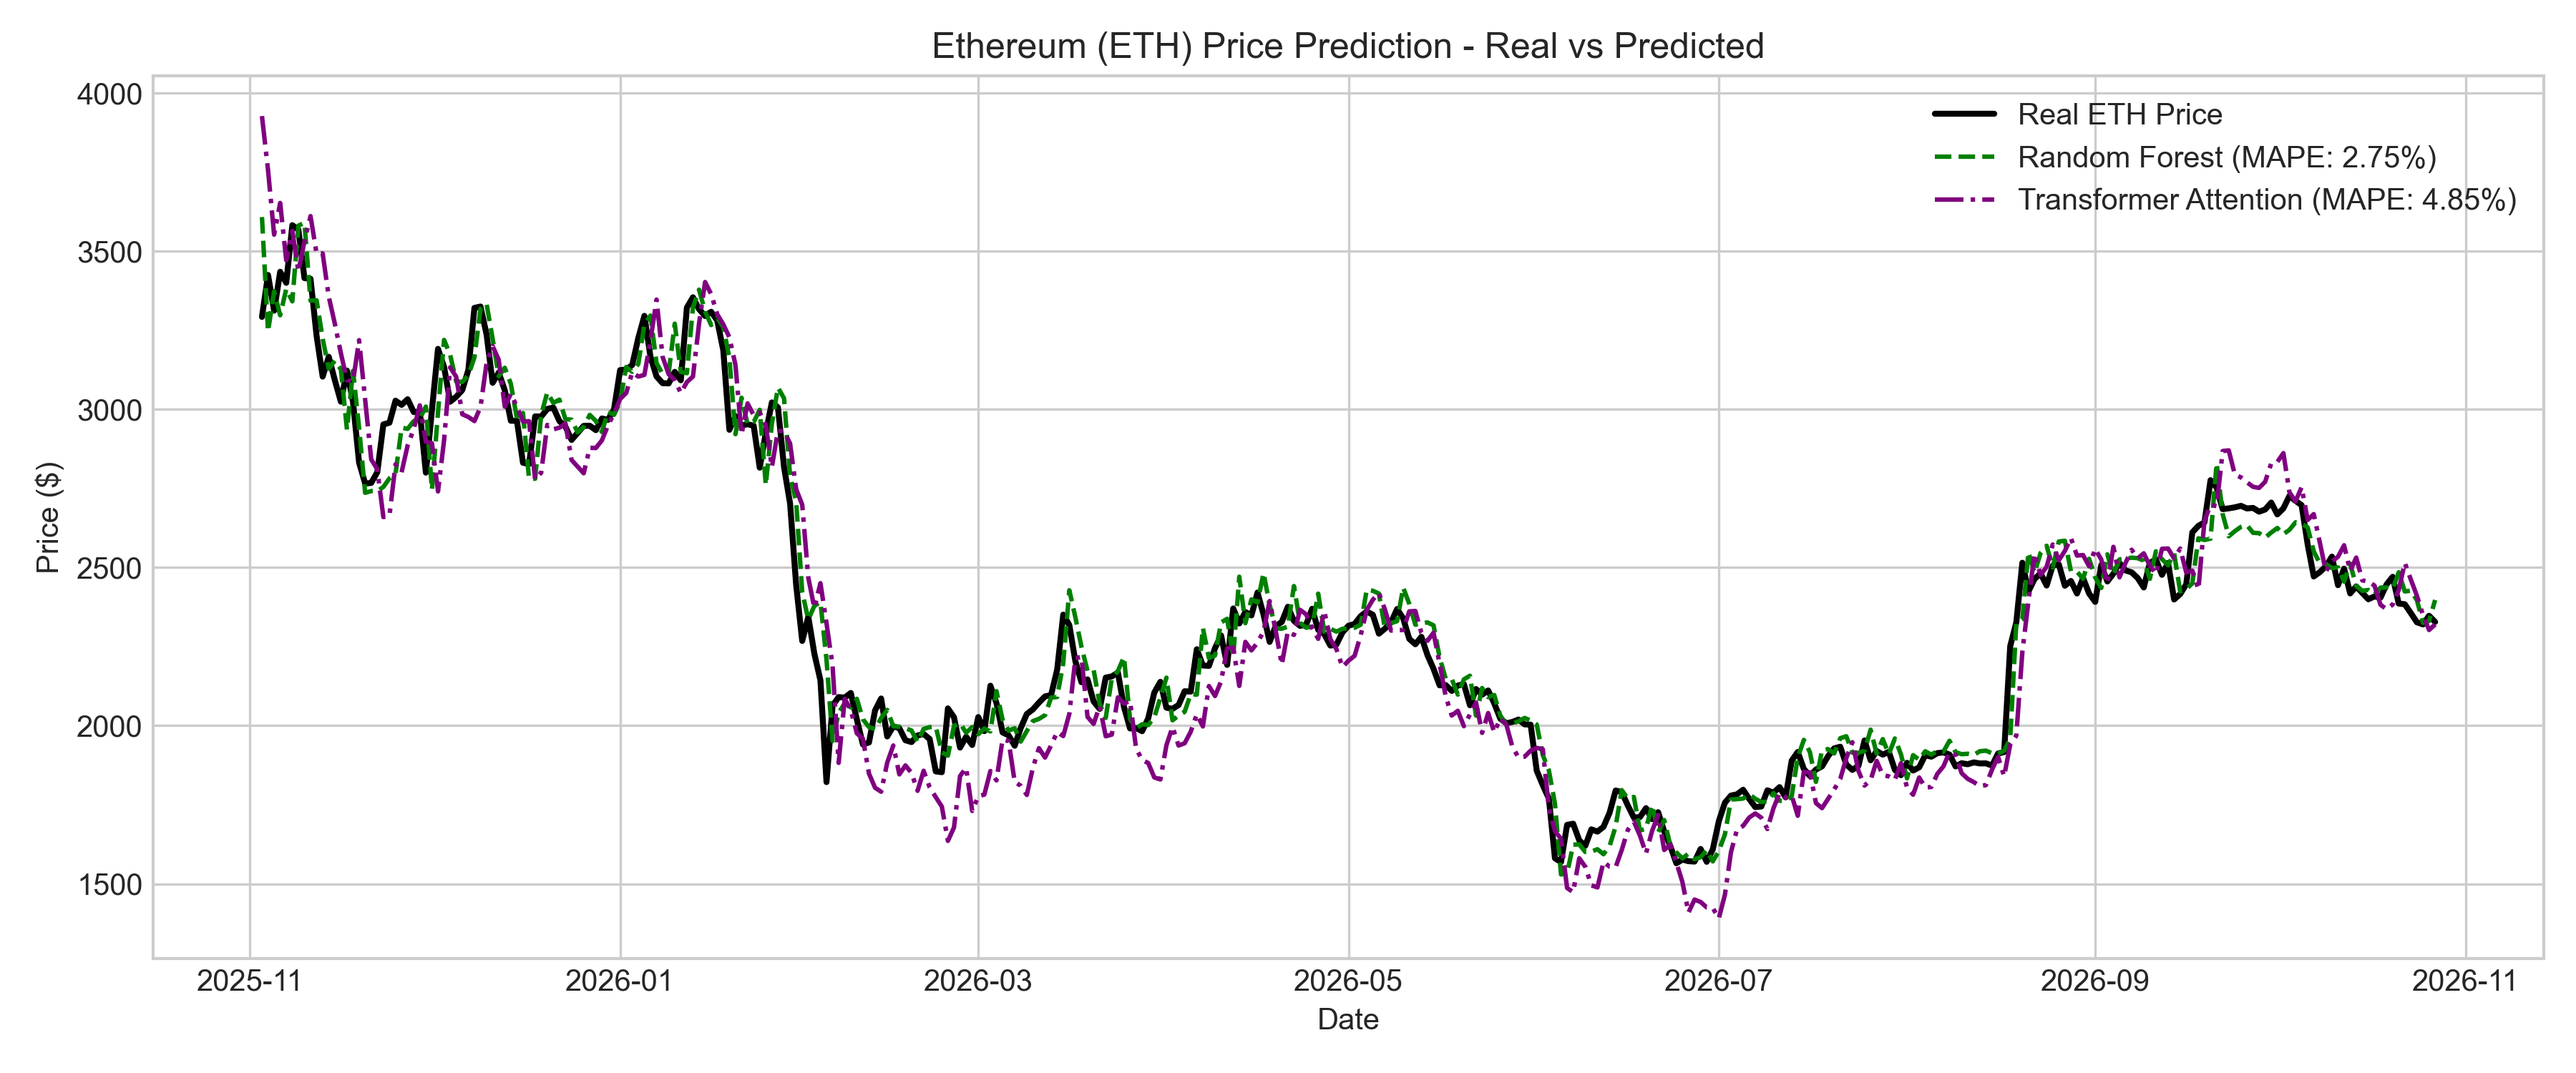 Ethereum (ETH) Price Prediction - Real vs Predicted
Real ETH Price
Random Forest (MAPE: 2.75%)
Transformer Attention (MAPE: 4.85%)
4000
3500
3000
2500
2000
1500
Price ($)
2025-11 2026-01 2026-03 2026-05 2026-07 2026-09 2026-11
Date